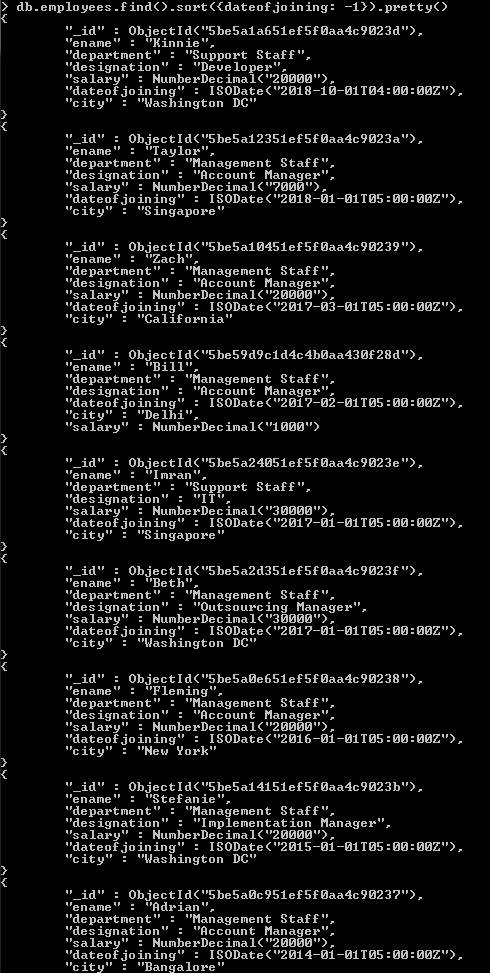 > db.employees.find().sort({dateofjoining: -1}).pretty()
{
"_id" : ObjectId("5be5a1a651ef5f0aa4c9023d"),
"ename" : "Kinnie",
"department" : "Support Staff",
"designation" : "Developer",
"salary" : NumberDecimal("20000"),
"dateofjoining" : ISODate("2018-10-01T04:00:00Z"),
"city" : "Washington DC"
}
{
"_id" : ObjectId("5be5a12351ef5f0aa4c9023a"),
"ename" : "Taylor",
"department" : "Management Staff",
"designation" : "Account Manager",
"salary" : NumberDecimal("7000"),
"dateofjoining" : ISODate("2018-01-01T05:00:00Z"),
"city" : "Singapore"
}
{
"_id" : ObjectId("5be5a10451ef5f0aa4c90239"),
"ename" : "Zach",
"department" : "Management Staff",
"designation" : "Account Manager",
"salary" : NumberDecimal("20000"),
"dateofjoining" : ISODate("2017-03-01T05:00:00Z"),
"city" : "California"
}
{
"_id" : ObjectId("5be59d9c1d4c4b0aa430f28d"),
"ename" : "Bill",
"department" : "Management Staff",
"designation" : "Account Manager",
"dateofjoining" : ISODate("2017-02-01T05:00:00Z"),
"city" : "Delhi",
"salary" : NumberDecimal("1000")
}
{
"_id" : ObjectId("5be5a24051ef5f0aa4c9023e"),
"ename" : "Imran",
"department" : "Support Staff",
"designation" : "IT",
"salary" : NumberDecimal("30000"),
"dateofjoining" : ISODate("2017-01-01T05:00:00Z"),
"city" : "Singapore"
}
{
"_id" : ObjectId("5be5a2d351ef5f0aa4c9023f"),
"ename" : "Beth",
"department" : "Management Staff",
"designation" : "Outsourcing Manager",
"salary" : NumberDecimal("30000"),
"dateofjoining" : ISODate("2017-01-01T05:00:00Z"),
"city" : "Washington DC"
}
{
"_id" : ObjectId("5be5a0e651ef5f0aa4c90238"),
"ename" : "Fleming",
"department" : "Management Staff",
"designation" : "Account Manager",
"salary" : NumberDecimal("20000"),
"dateofjoining" : ISODate("2016-01-01T05:00:00Z"),
"city" : "New York"
}
{
"_id" : ObjectId("5be5a14151ef5f0aa4c9023b"),
"ename" : "Stefanie",
"department" : "Management Staff",
"designation" : "Implementation Manager",
"salary" : NumberDecimal("20000"),
"dateofjoining" : ISODate("2015-01-01T05:00:00Z"),
"city" : "Washington DC"
}
{
"_id" : ObjectId("5be5a0c951ef5f0aa4c90237"),
"ename" : "Adrian",
"department" : "Management Staff",
"designation" : "Account Manager",
"salary" : NumberDecimal("20000"),
"dateofjoining" : ISODate("2014-01-01T05:00:00Z"),
"city" : "Bangalore"